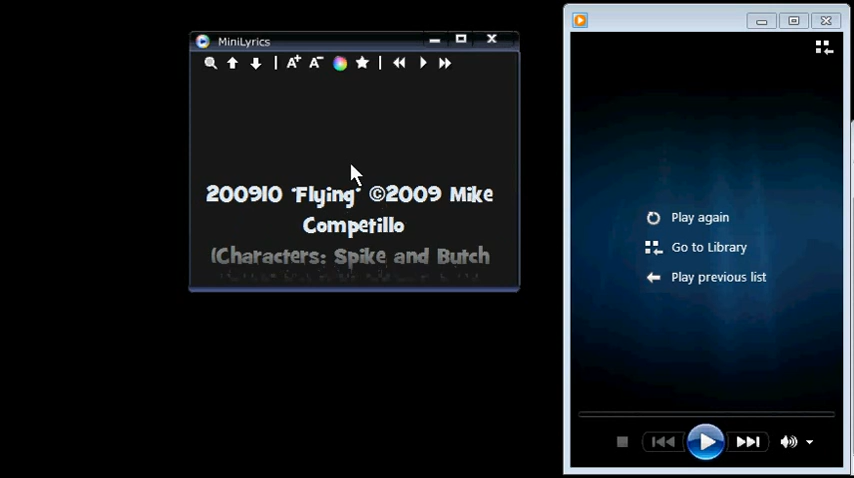 MiniLyrics
A+ A-
200910 "Flying" ©2009 Mike
Competillo
(Characters: Spike and Butch
Play again
Go to Library
Play previous list